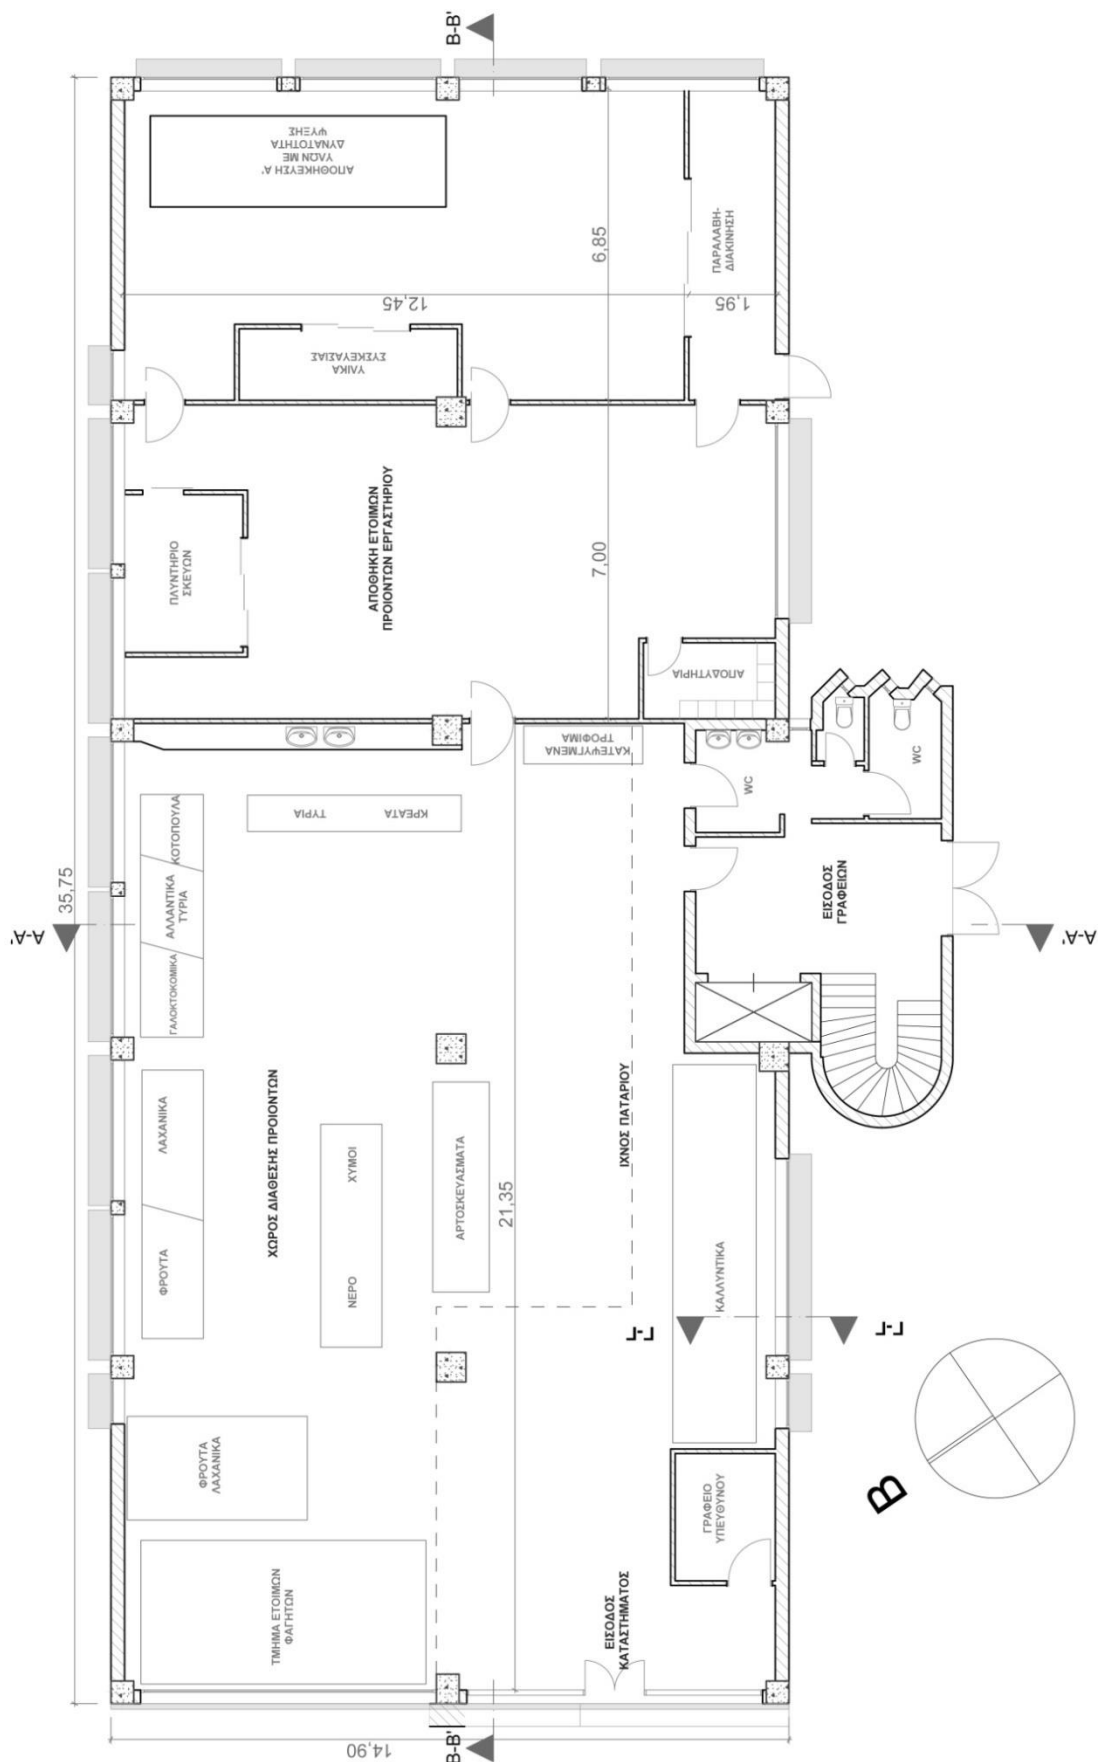 B-B'
ΑΠΟΘΗΚΕΥΣΗ Α'
ΥΛΩΝ ΜΕ
ΔΥΝΑΤΟΤΗΤΑ
ΨΥΞΗΣ
6,85
ΠΑΡΑΛΑΒΗ-
ΔΙΑΚΙΝΗΣΗ
12,45
1,95
ΥΛΙΚΑ
ΣΥΣΚΕΥΑΣΙΑΣ
ΠΛΥΝΤΗΡΙΟ
ΣΚΕΥΩΝ
ΑΠΟΘΗΚΗ ΕΤΟΙΜΩΝ
ΠΡΟΙΟΝΤΩΝ ΕΡΓΑΣΤΗΡΙΟΥ
7,00
ΑΠΟΔΥΤΗΡΙΑ
ΚΑΤΕΨΥΓΜΕΝΑ
ΤΡΟΦΙΜΑ
WC
WC
ΤΥΡΙΑ
ΚΡΕΑΤΑ
ΚΟΤΟΠΟΥΛΑ
ΑΛΛΑΝΤΙΚΑ
ΤΥΡΙΑ
ΓΑΛΟΚΤΟΚΟΜΙΚΑ
35,75
A-A'
ΕΙΣΟΔΟΣ
ΓΡΑΦΕΙΩΝ
A-A'
ΛΑΧΑΝΙΚΑ
ΦΡΟΥΤΑ
ΧΩΡΟΣ ΔΙΑΘΕΣΗΣ ΠΡΟΙΟΝΤΩΝ
ΧΥΜΟΙ
ΝΕΡΟ
ΑΡΤΟΣΚΕΥΑΣΜΑΤΑ
21,35
ΙΧΝΟΣ ΠΑΤΑΡΙΟΥ
ΚΑΛΛΥΝΤΙΚΑ
Γ-Γ
Γ-Γ
ΦΡΟΥΤΑ
ΛΑΧΑΝΙΚΑ
ΓΡΑΦΕΙΟ
ΥΠΕΥΘΥΝΟΥ
Β
ΤΜΗΜΑ ΕΤΟΙΜΩΝ
ΦΑΓΗΤΩΝ
ΕΙΣΟΔΟΣ
ΚΑΤΑΣΤΗΜΑΤΟΣ
14,90
B-B'